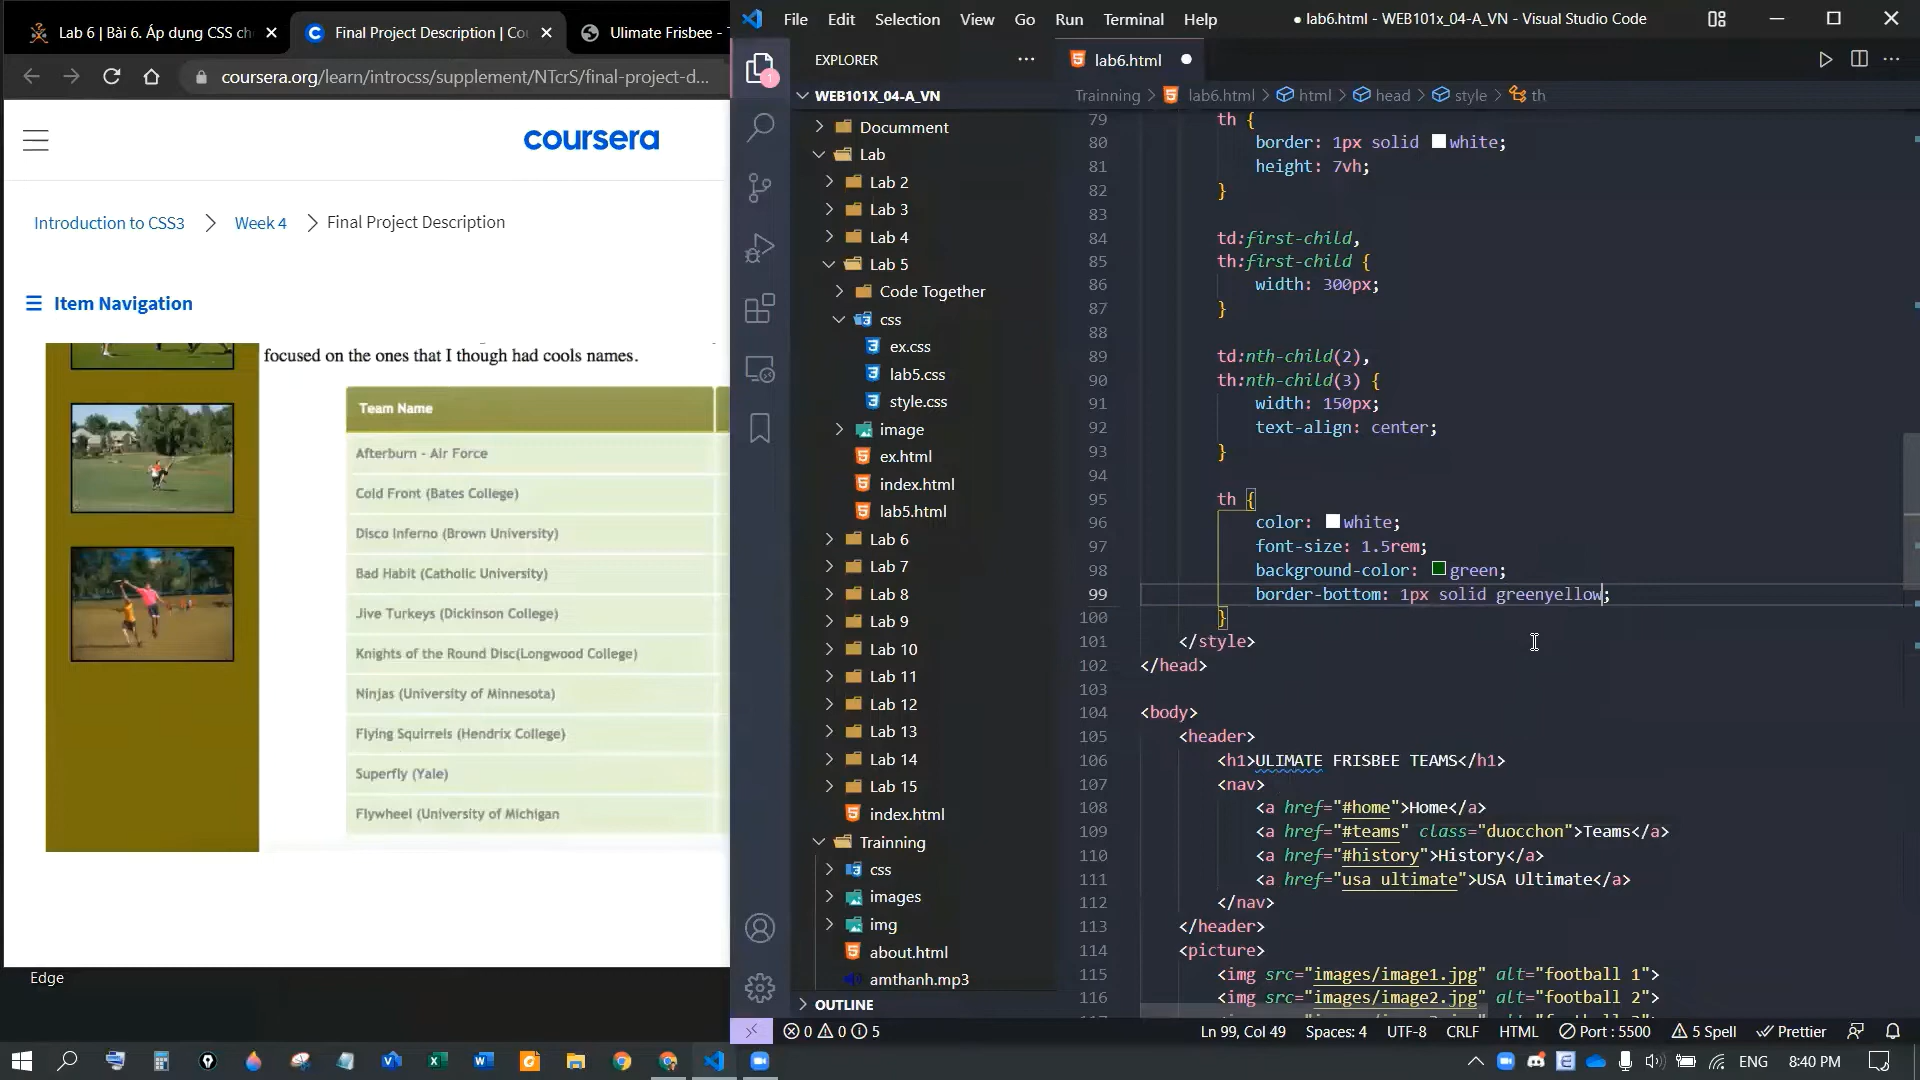 Lab 6 | Bài 6. Áp dụng CSS ch
Final Project Description | Co
Ulimate Frisbee -
coursera.org/learn/introcss/supplement/NTcrS/final-project-d...
coursera
Introduction to CSS3 > Week 4 > Final Project Description
Item Navigation
focused on the ones that I though had cools names.
Team Name
Afterburn - Air Force
Cold Front (Bates College)
Disco Inferno (Brown University)
Bad Habit (Catholic University)
Jive Turkeys (Dickinson College)
Knights of the Round Disc(Longwood College)
Ninjas (University of Minnesota)
Flying Squirrels (Hendrix College)
Superfly (Yale)
Flywheel (University of Michigan
Edge
File Edit Selection View Go Run Terminal Help
● lab6.html - WEB101x_04-A_VN - Visual Studio Code
EXPLORER
1
WEB101X_04-A_VN
Documment
Lab
Lab 2
Lab 3
Lab 4
Lab 5
Code Together
css
ex.css
lab5.css
style.css
image
ex.html
index.html
lab5.html
Lab 6
Lab 7
Lab 8
Lab 9
Lab 10
Lab 11
Lab 12
Lab 13
Lab 14
Lab 15
index.html
Trainning
css
images
img
about.html
amthanh.mp3
OUTLINE
lab6.html
Trainning > lab6.html > html > head > style > th
79 th {
80 border: 1px solid white;
81 height: 7vh;
82 }
83
84 td:first-child,
85 th:first-child {
86 width: 300px;
87 }
88
89 td:nth-child(2),
90 th:nth-child(3) {
91 width: 150px;
92 text-align: center;
93 }
94
95 th {
96 color: white;
97 font-size: 1.5rem;
98 background-color: green;
99 border-bottom: 1px solid greenyellow;
100 }
101 </style>
102 </head>
103
104 <body>
105 <header>
106 <h1>ULIMATE FRISBEE TEAMS</h1>
107 <nav>
108 <a href="#home">Home</a>
109 <a href="#teams" class="duocchon">Teams</a>
110 <a href="#history">History</a>
111 <a href="usa ultimate">USA Ultimate</a>
112 </nav>
113 </header>
114 <picture>
115 <img src="images/image1.jpg" alt="football 1">
116 <img src="images/image2.jpg" alt="football 2">
0 0 5
Ln 99, Col 49 Spaces: 4 UTF-8 CRLF HTML Port : 5500 5 Spell Prettier
ENG 8:40 PM